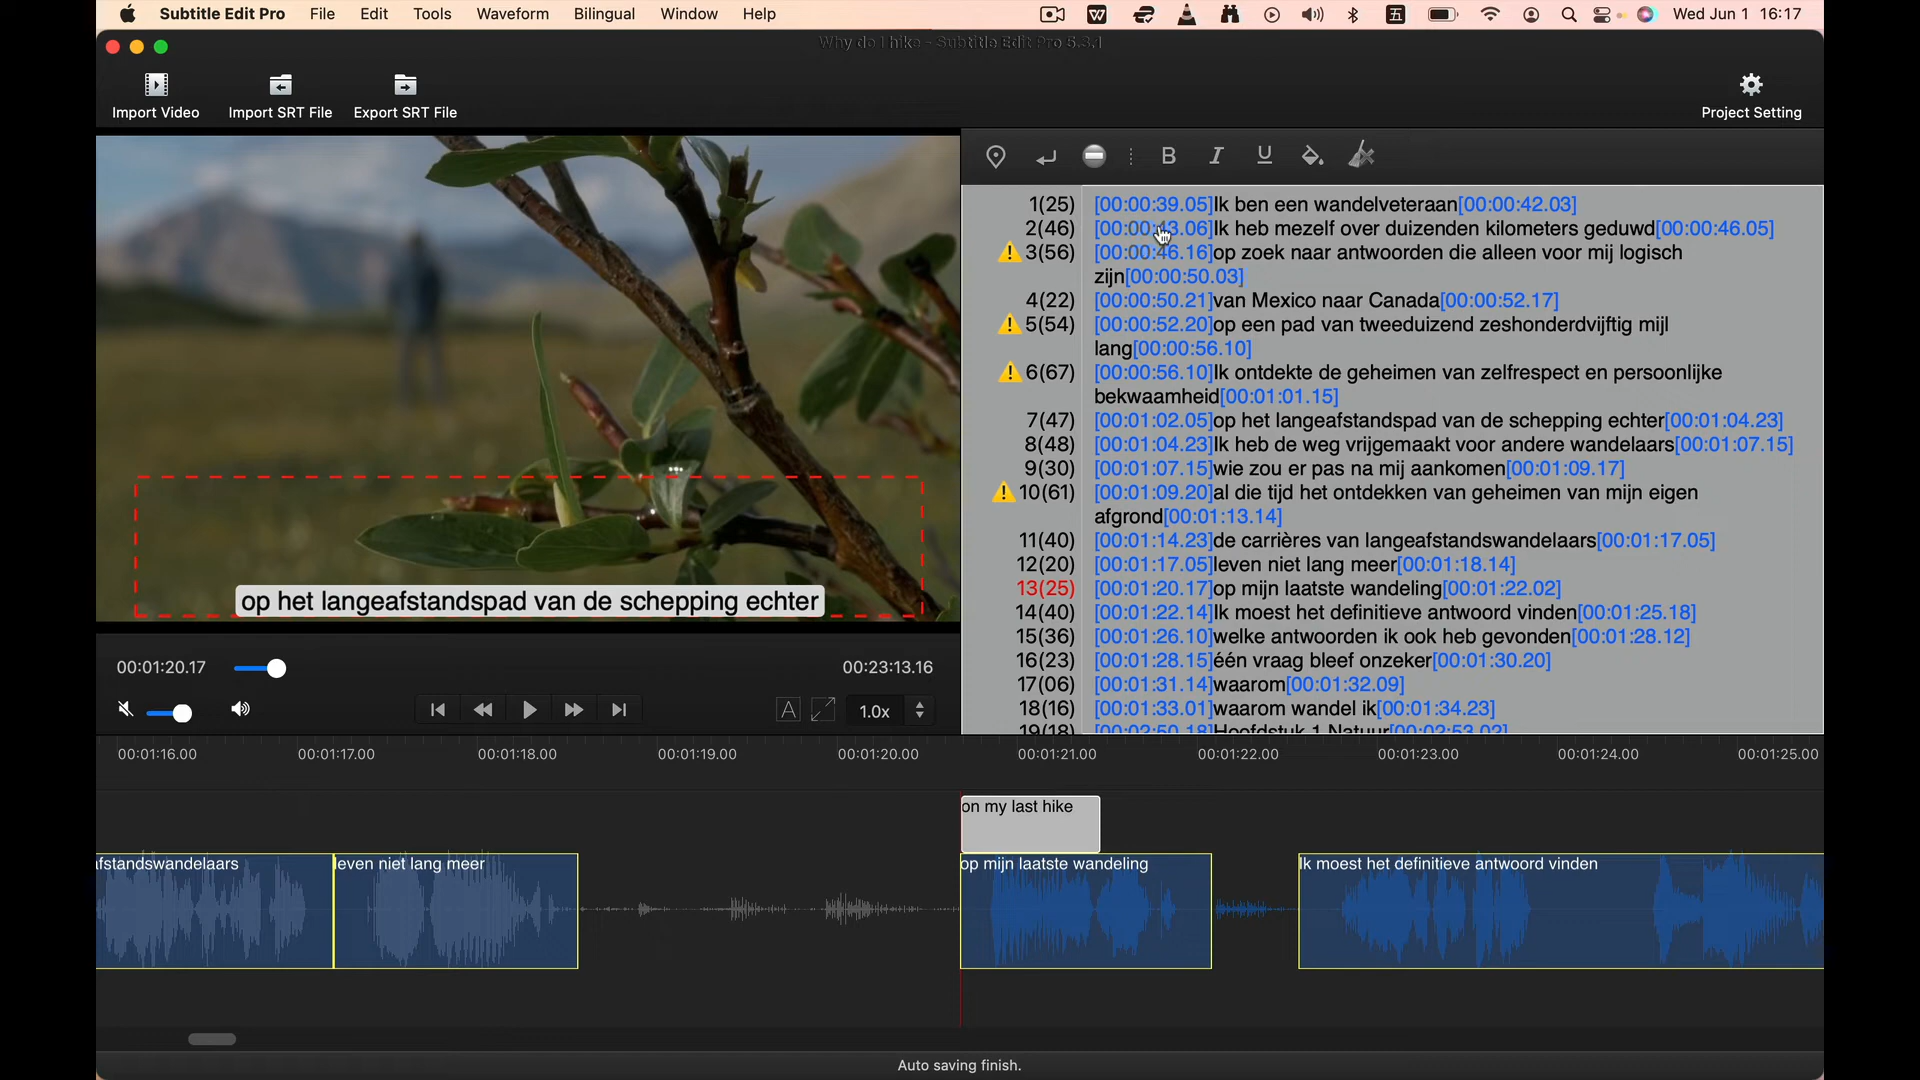 Subtitle Edit Pro File Edit Tools Waveform Bilingual Window Help Wed Jun 1 16:17
Why do I hike - Subtitle Edit Pro 5.3.1
Import Video Import SRT File Export SRT File Project Setting
B I U
1(25) [00:00:39.05]Ik ben een wandelveteraan[00:00:42.03]
2(46) [00:00:43.06]Ik heb mezelf over duizenden kilometers geduwd[00:00:46.05]
3(56) [00:00:46.16]op zoek naar antwoorden die alleen voor mij logisch
zijn[00:00:50.03]
4(22) [00:00:50.21]van Mexico naar Canada[00:00:52.17]
5(54) [00:00:52.20]op een pad van tweeduizend zeshonderdvijftig mijl
lang[00:00:56.10]
6(67) [00:00:56.10]Ik ontdekte de geheimen van zelfrespect en persoonlijke
bekwaamheid[00:01:01.15]
7(47) [00:01:02.05]op het langeafstandspad van de schepping echter[00:01:04.23]
8(48) [00:01:04.23]Ik heb de weg vrijgemaakt voor andere wandelaars[00:01:07.15]
9(30) [00:01:07.15]wie zou er pas na mij aankomen[00:01:09.17]
10(61) [00:01:09.20]al die tijd het ontdekken van geheimen van mijn eigen
afgrond[00:01:13.14]
11(40) [00:01:14.23]de carrières van langeafstandswandelaars[00:01:17.05]
12(20) [00:01:17.05]leven niet lang meer[00:01:18.14]
13(25) [00:01:20.17]op mijn laatste wandeling[00:01:22.02]
14(40) [00:01:22.14]Ik moest het definitieve antwoord vinden[00:01:25.18]
15(36) [00:01:26.10]welke antwoorden ik ook heb gevonden[00:01:28.12]
16(23) [00:01:28.15]één vraag bleef onzeker[00:01:30.20]
17(06) [00:01:31.14]waarom[00:01:32.09]
18(16) [00:01:33.01]waarom wandel ik[00:01:34.23]
19(18) [00:02:50.18]Hoofdstuk 1 Natuur[00:02:53.02]
op het langeafstandspad van de schepping echter
00:01:20.17 00:23:13.16
A 1.0x
00:01:16.00 00:01:17.00 00:01:18.00 00:01:19.00 00:01:20.00 00:01:21.00 00:01:22.00 00:01:23.00 00:01:24.00 00:01:25.00
on my last hike
afstandswandelaars leven niet lang meer op mijn laatste wandeling Ik moest het definitieve antwoord vinden
Auto saving finish.